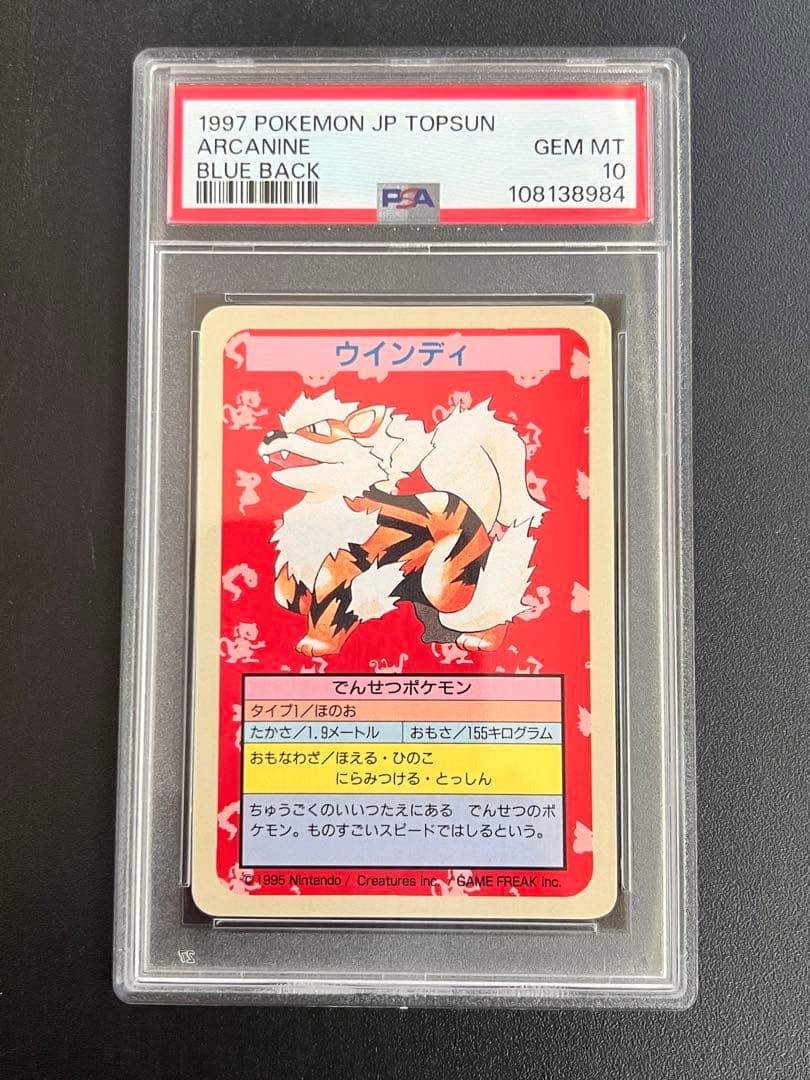 1997 POKEMON JP TOPSUN
ARCANINE GEM MT
BLUE BACK 10
PSA 108138984
ウインディ
でんせつポケモン
タイプ1/ほのお
たかさ/1.9メートル おもさ/155キログラム
おもなわざ/ほえる・ひのこ
にらみつける・とっしん
ちゅうごくのいいつたえにある でんせつのポ
ケモン。ものすごいスピードではしるという。
©1995 Nintendo / Creatures inc. / GAME FREAK inc.